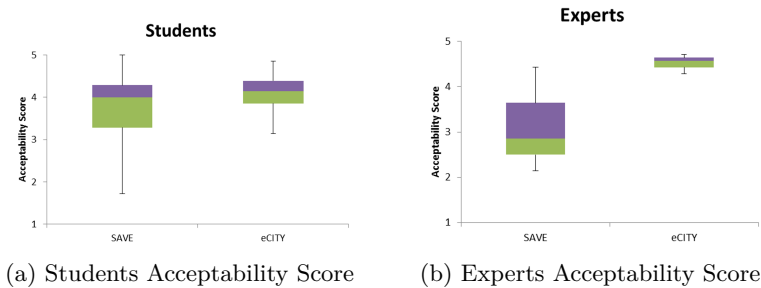 Students
Acceptability Score
5
4
3
2
1
SAVE
eCITY
(a) Students Acceptability Score
Experts
Acceptability Score
5
4
3
2
1
SAVE
eCITY
(b) Experts Acceptability Score